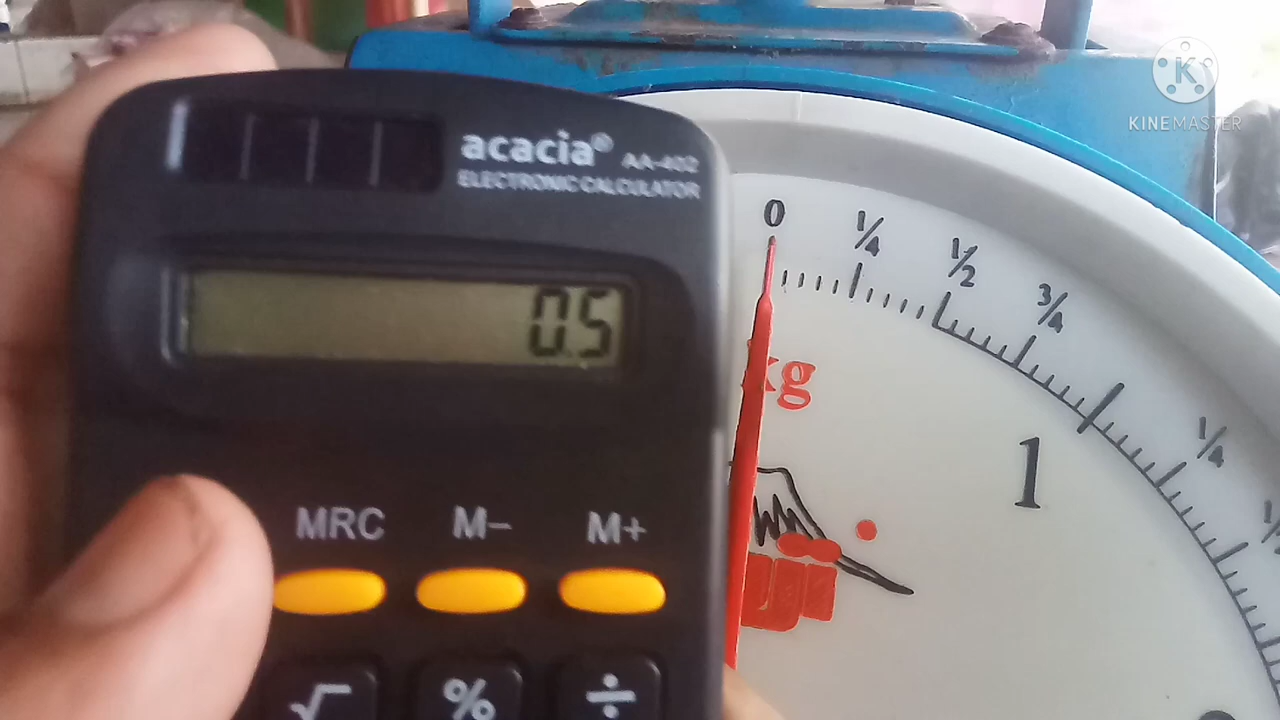 acacia® AA-402
ELECTRONIC CALCULATOR
0.5
MRC M– M+
√ % ÷
0 1/4 1/2 3/4 1 1/4
kg
K
KINEMASTER